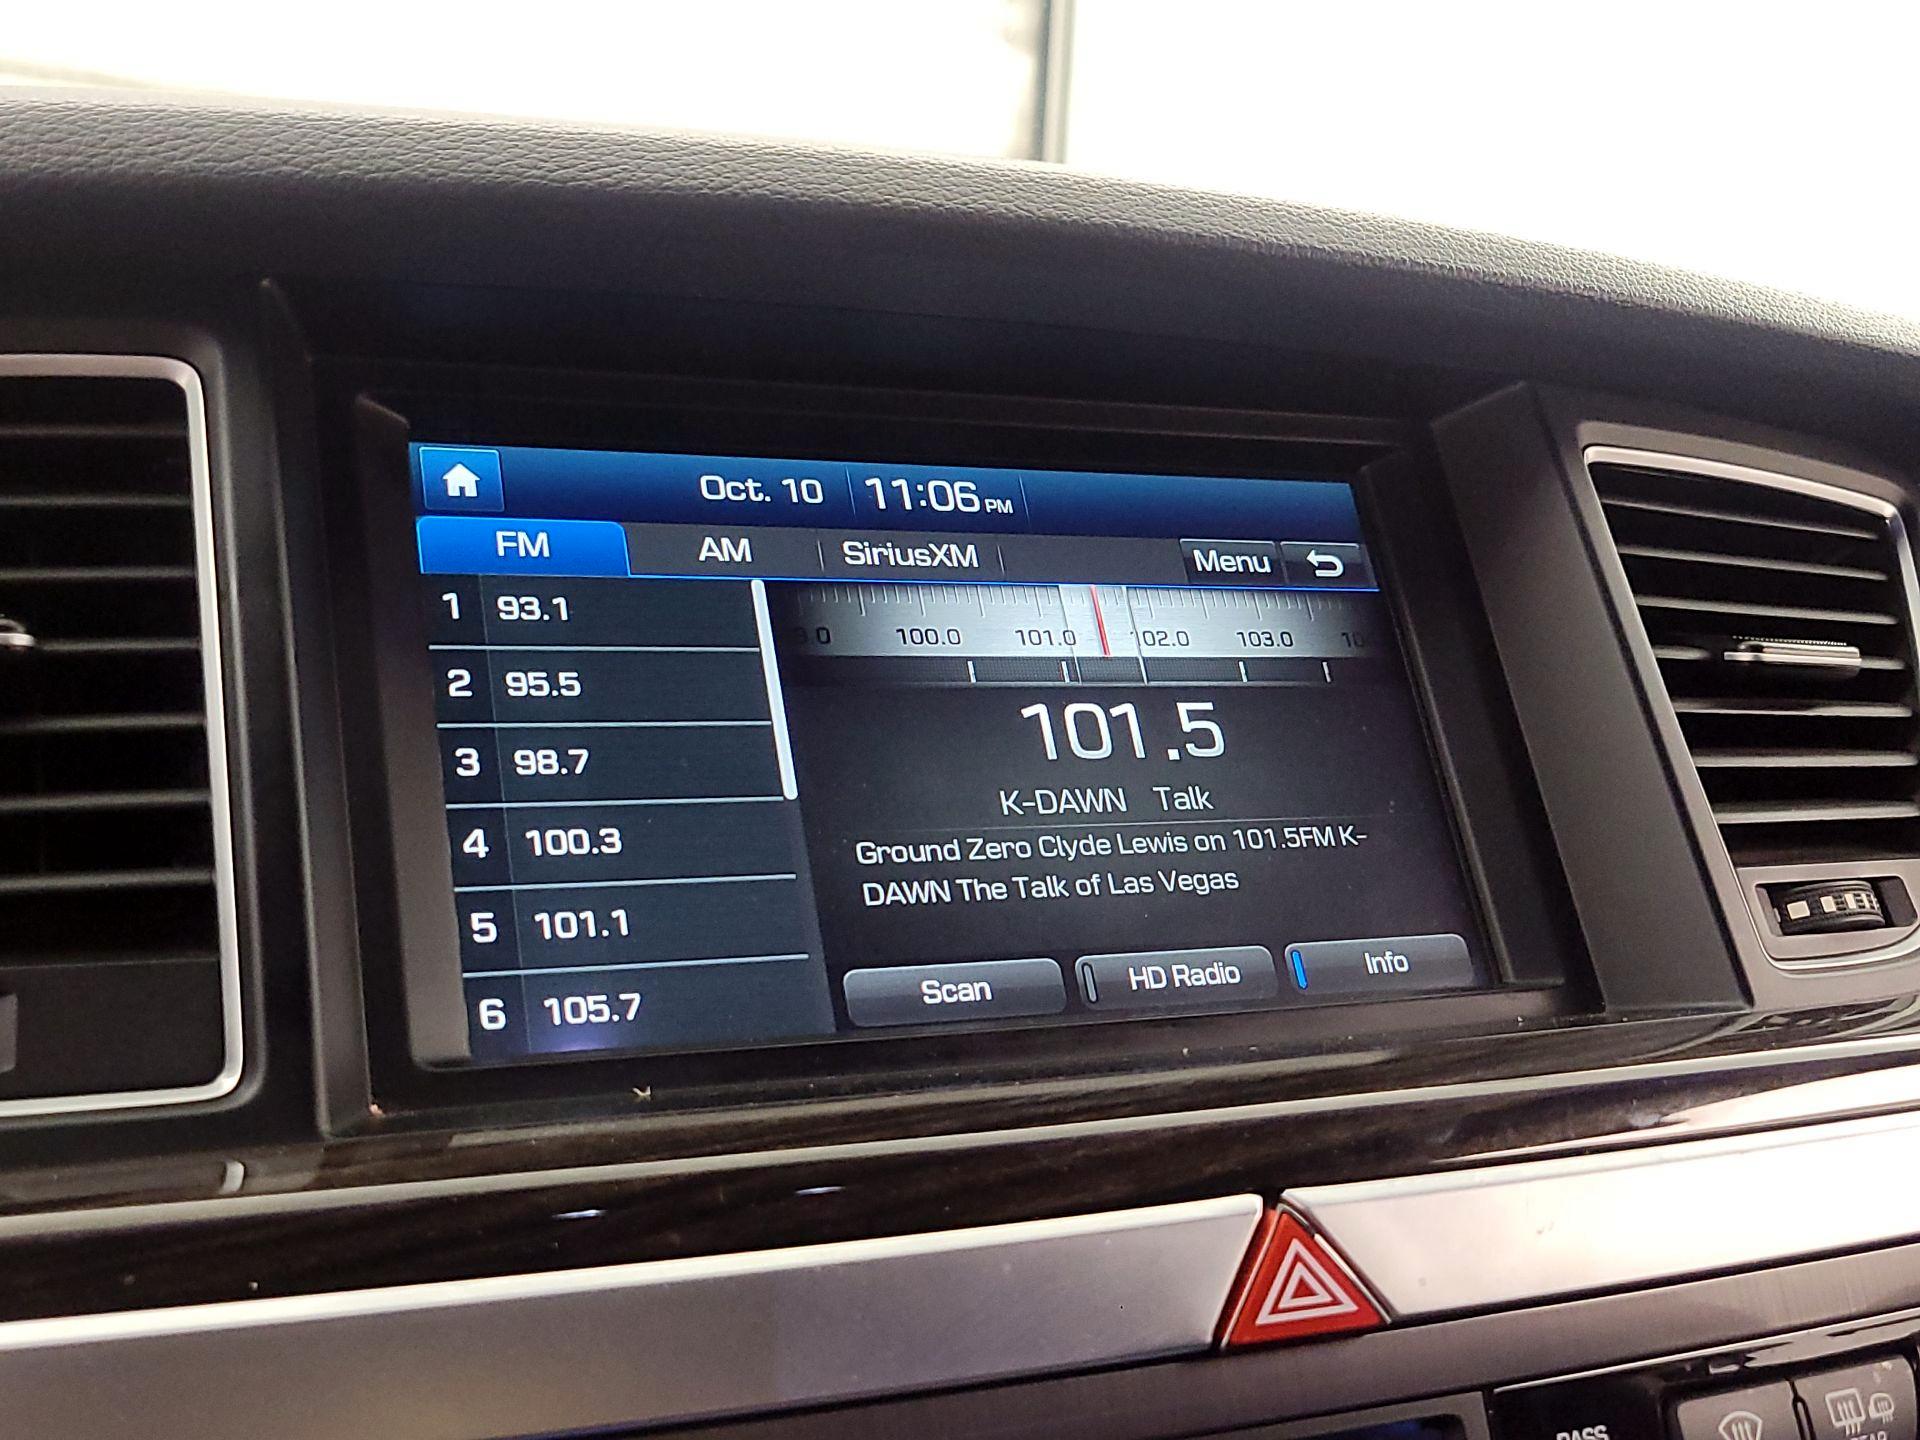 Oct. 10 11:06 PM
FM AM SiriusXM Menu
1 93.1
2 95.5
3 98.7
4 100.3
5 101.1
6 105.7
100.0 101.0 102.0 103.0
101.5
K-DAWN Talk
Ground Zero Clyde Lewis on 101.5FM K-
DAWN The Talk of Las Vegas
Scan HD Radio Info
PASS